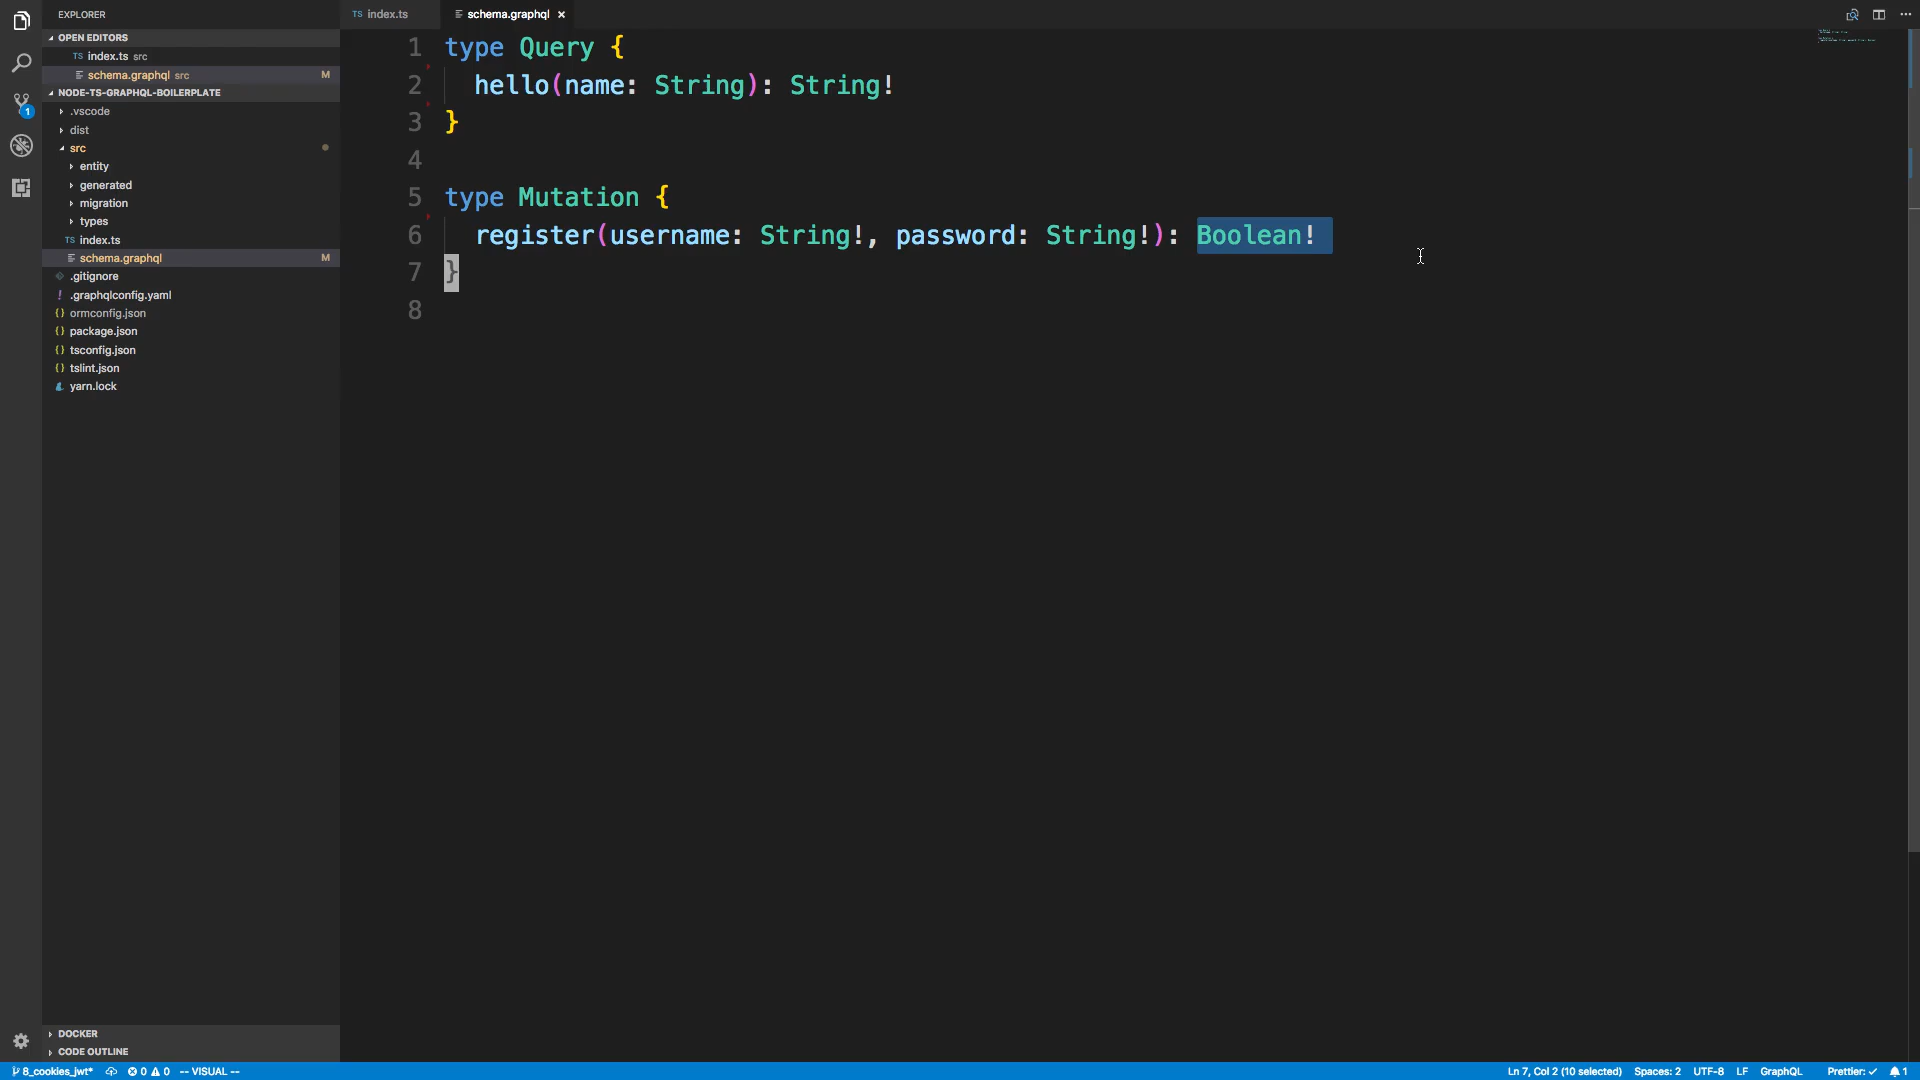 EXPLORER
OPEN EDITORS
TS index.ts src
schema.graphql src M
NODE-TS-GRAPHQL-BOILERPLATE
.vscode
dist
src
entity
generated
migration
types
TS index.ts
schema.graphql M
.gitignore
! .graphqlconfig.yaml
{} ormconfig.json
{} package.json
{} tsconfig.json
{} tslint.json
yarn.lock
DOCKER
CODE OUTLINE
1
TS index.ts
schema.graphql ×
1 type Query {
2 hello(name: String): String!
3 }
4
5 type Mutation {
6 register(username: String!, password: String!): Boolean!
7 }
8
8_cookies_jwt* 0 0 -- VISUAL --
Ln 7, Col 2 (10 selected) Spaces: 2 UTF-8 LF GraphQL Prettier: ✓ 1